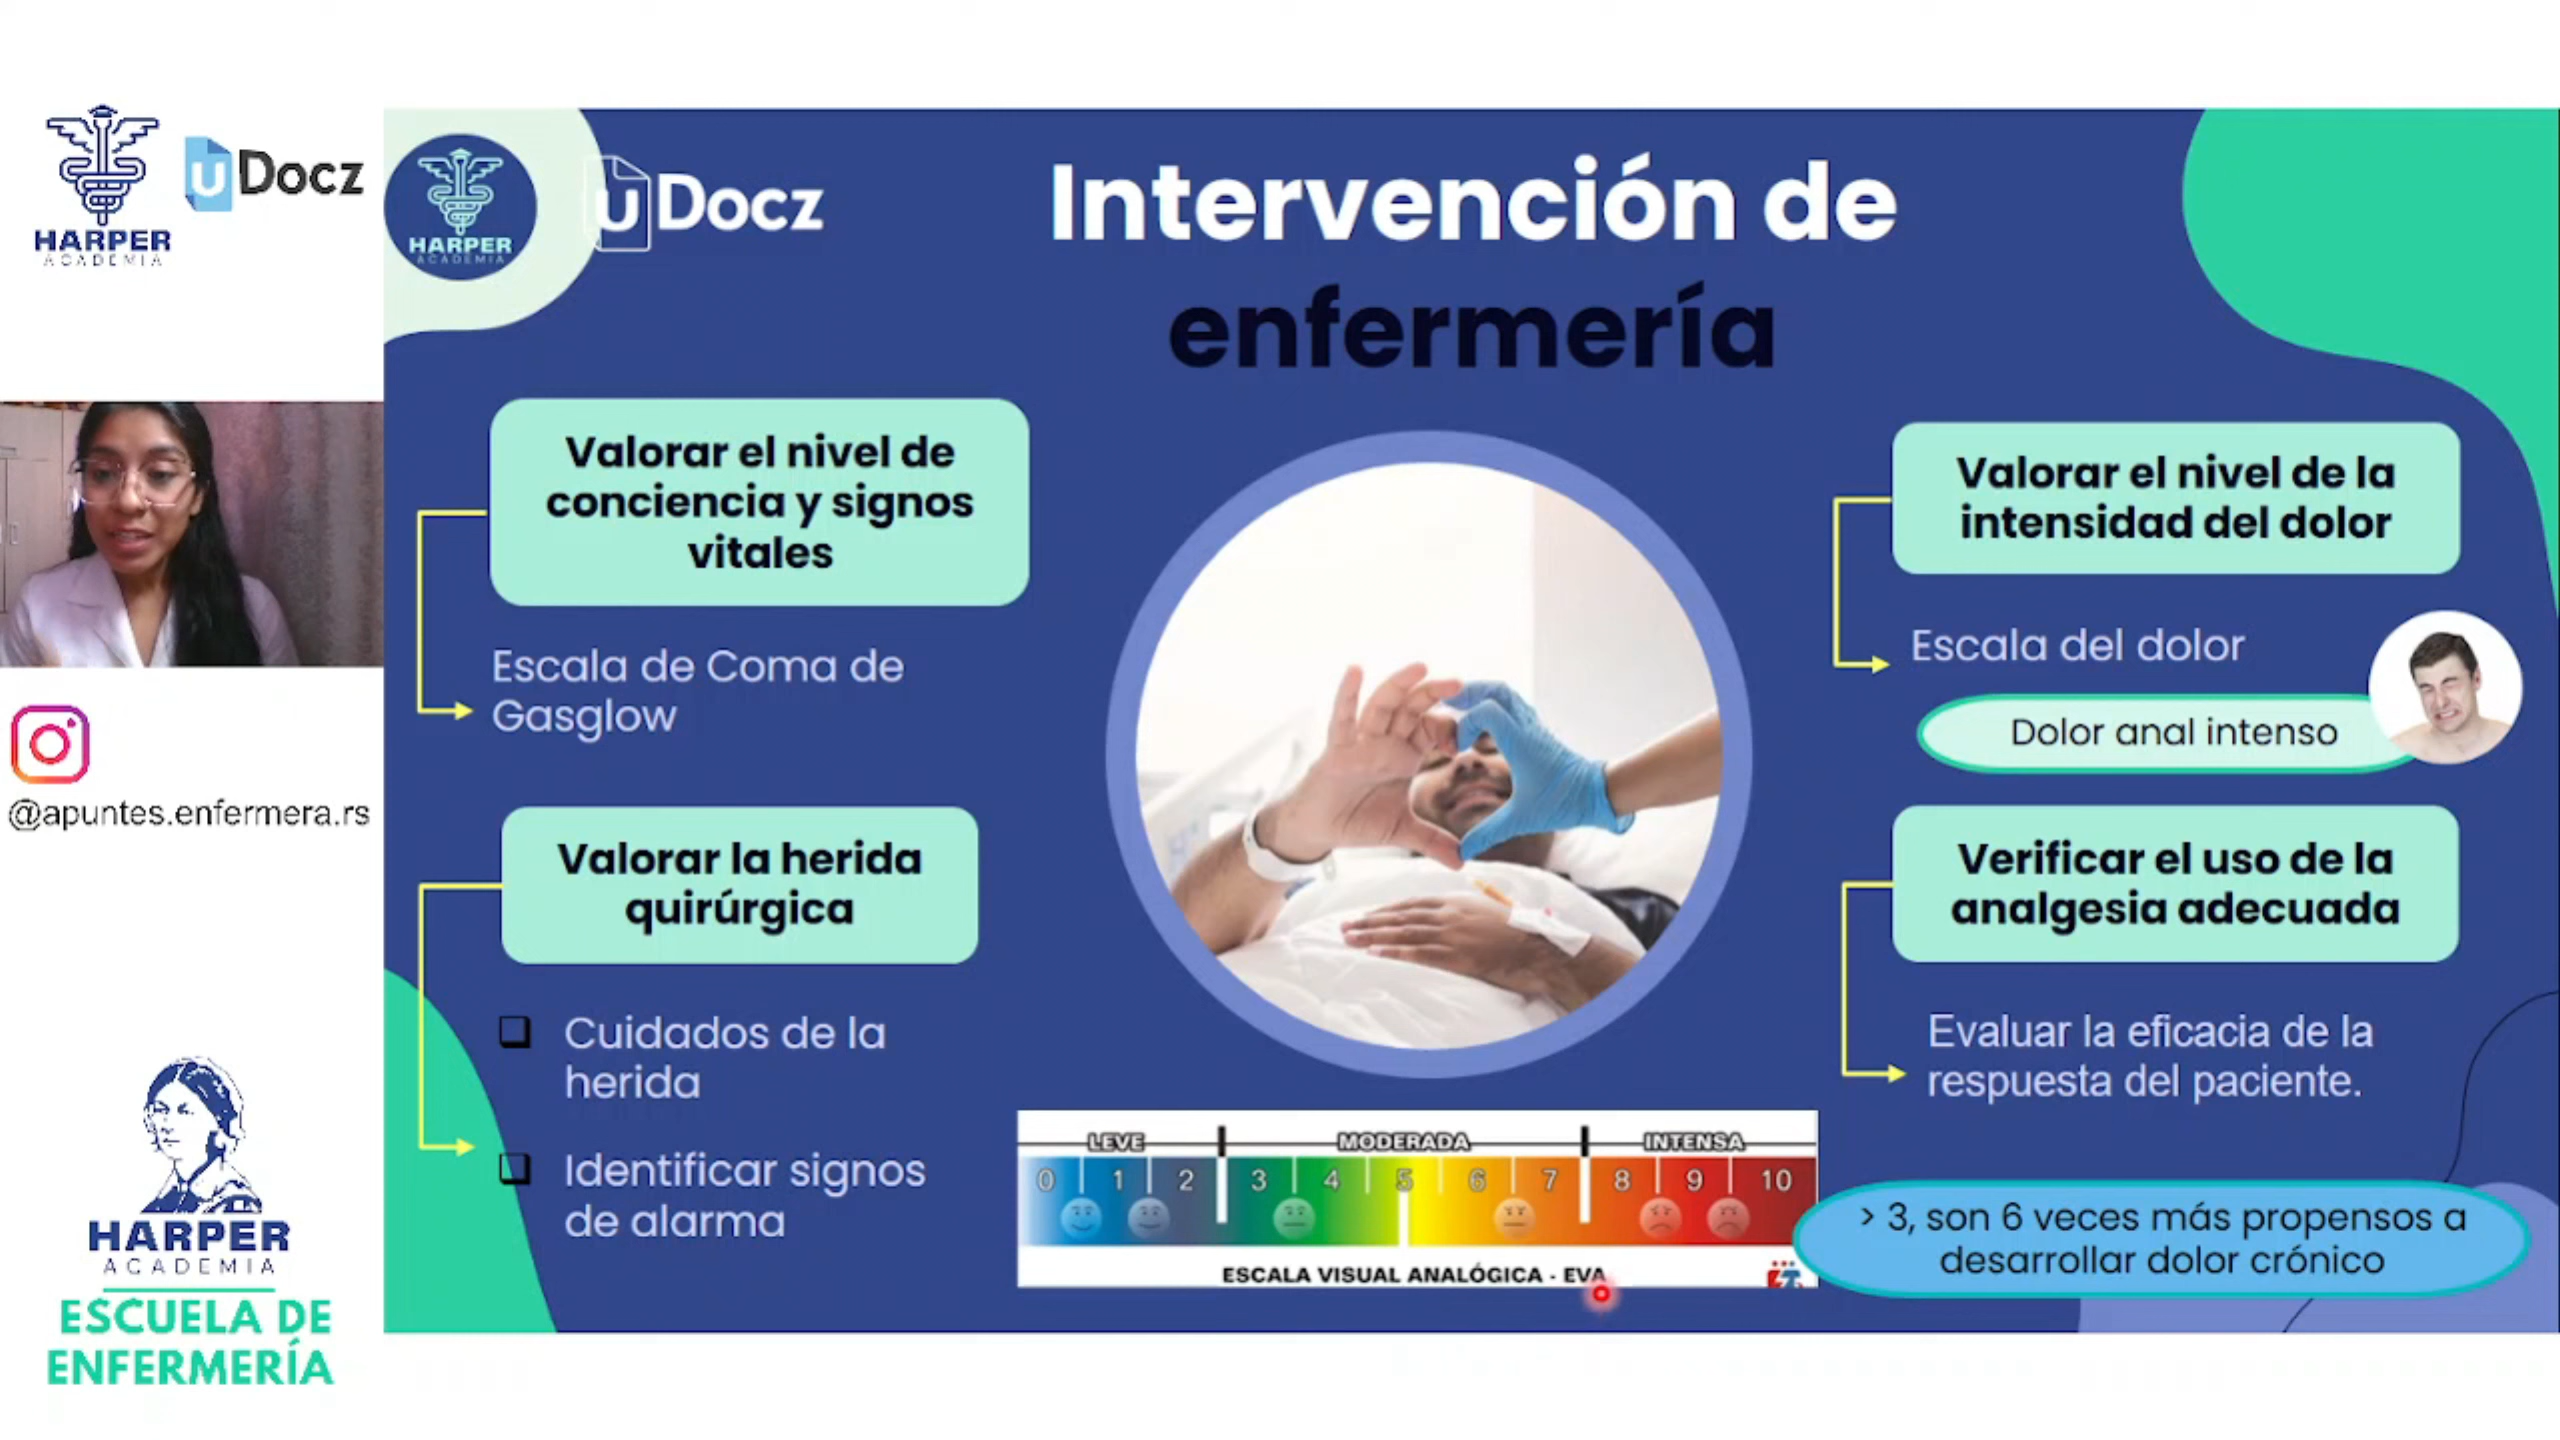 HARPER
ACADEMIA
uDocz
@apuntes.enfermera.rs
HARPER
ACADEMIA
ESCUELA DE
ENFERMERÍA
HARPER
ACADEMIA
uDocz
Intervención de
enfermería
Valorar el nivel de
conciencia y signos
vitales
Escala de Coma de
Gasglow
Valorar la herida
quirúrgica
Cuidados de la
herida
Identificar signos
de alarma
LEVE MODERADA INTENSA
0 1 2 3 4 5 6 7 8 9 10
ESCALA VISUAL ANALÓGICA - EVA
Valorar el nivel de la
intensidad del dolor
Escala del dolor
Dolor anal intenso
Verificar el uso de la
analgesia adecuada
Evaluar la eficacia de la
respuesta del paciente.
> 3, son 6 veces más propensos a
desarrollar dolor crónico